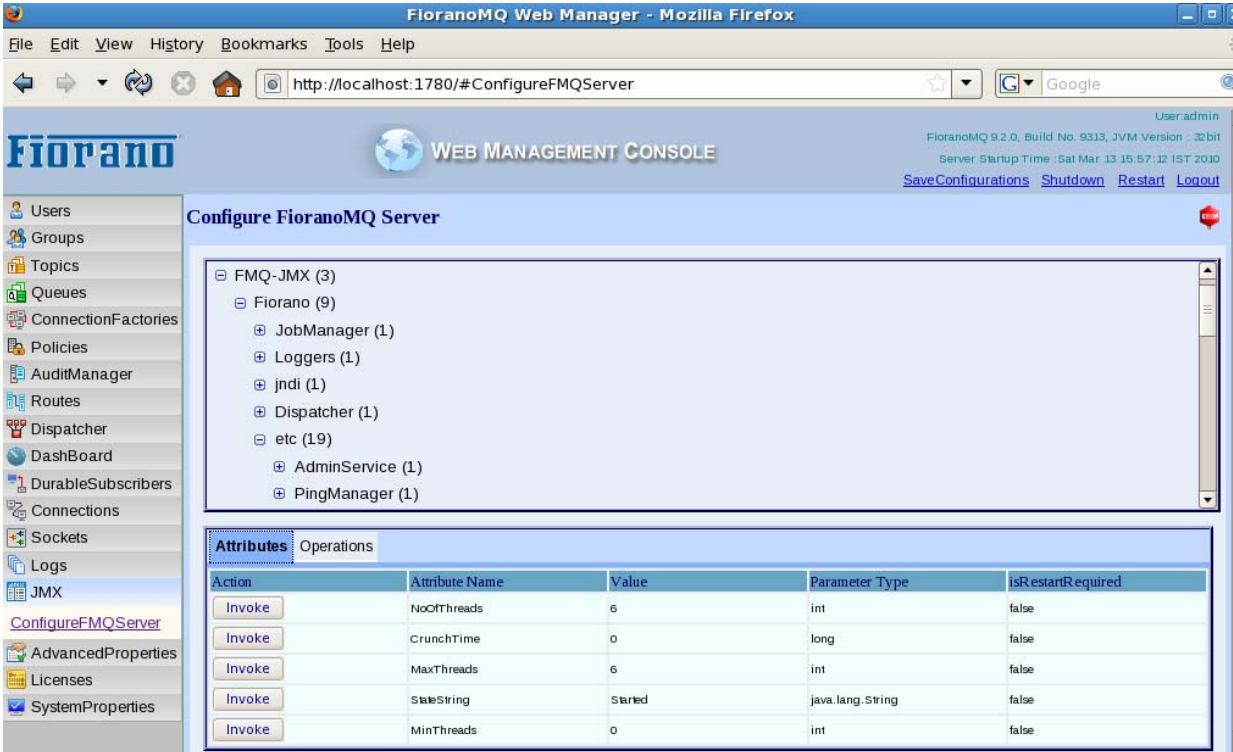 FioranoMQ Web Manager - Mozilla Firefox
File Edit View History Bookmarks Tools Help
http://localhost:1780/#ConfigureFMQServer
G Google
User:admin
Fiorano
WEB MANAGEMENT CONSOLE
FioranoMQ 9.2.0, Build No. 9313, JVM Version : 32bit
Server Startup Time :Sat Mar 13 15:57:12 IST 2010
SaveConfigurations Shutdown Restart Logout
Users
Groups
Topics
Queues
ConnectionFactories
Policies
AuditManager
Routes
Dispatcher
DashBoard
DurableSubscribers
Connections
Sockets
Logs
JMX
ConfigureFMQServer
AdvancedProperties
Licenses
SystemProperties
Configure FioranoMQ Server
STOP
FMQ-JMX (3)
Fiorano (9)
JobManager (1)
Loggers (1)
jndi (1)
Dispatcher (1)
etc (19)
AdminService (1)
PingManager (1)
Attributes Operations
Action Attribute Name Value Parameter Type isRestartRequired
Invoke NoOfThreads 6 int false
Invoke CrunchTime 0 long false
Invoke MaxThreads 6 int false
Invoke StateString Started java.lang.String false
Invoke MinThreads 0 int false